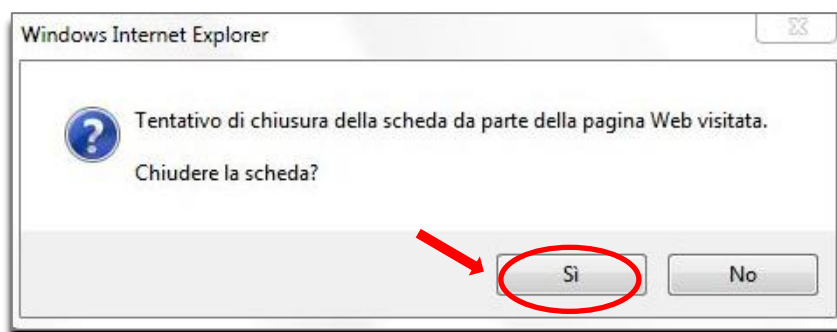 Windows Internet Explorer
Tentativo di chiusura della scheda da parte della pagina Web visitata.
Chiudere la scheda?
Sì
No